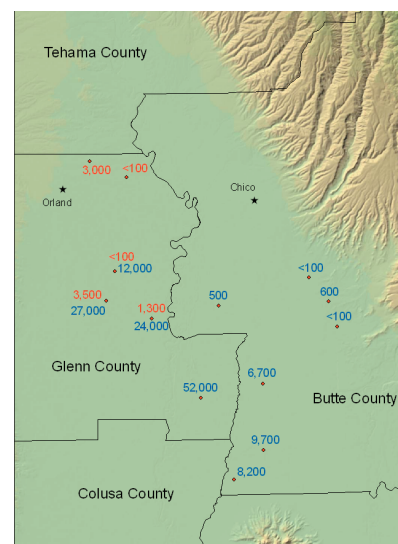 Tehama County
<100
3,000
Chico
Orland
<100
12,000
<100
3,500
600
1,300
500
27,000
<100
24,000
Glenn County
6,700
52,000
Butte County
9,700
8,200
Colusa County